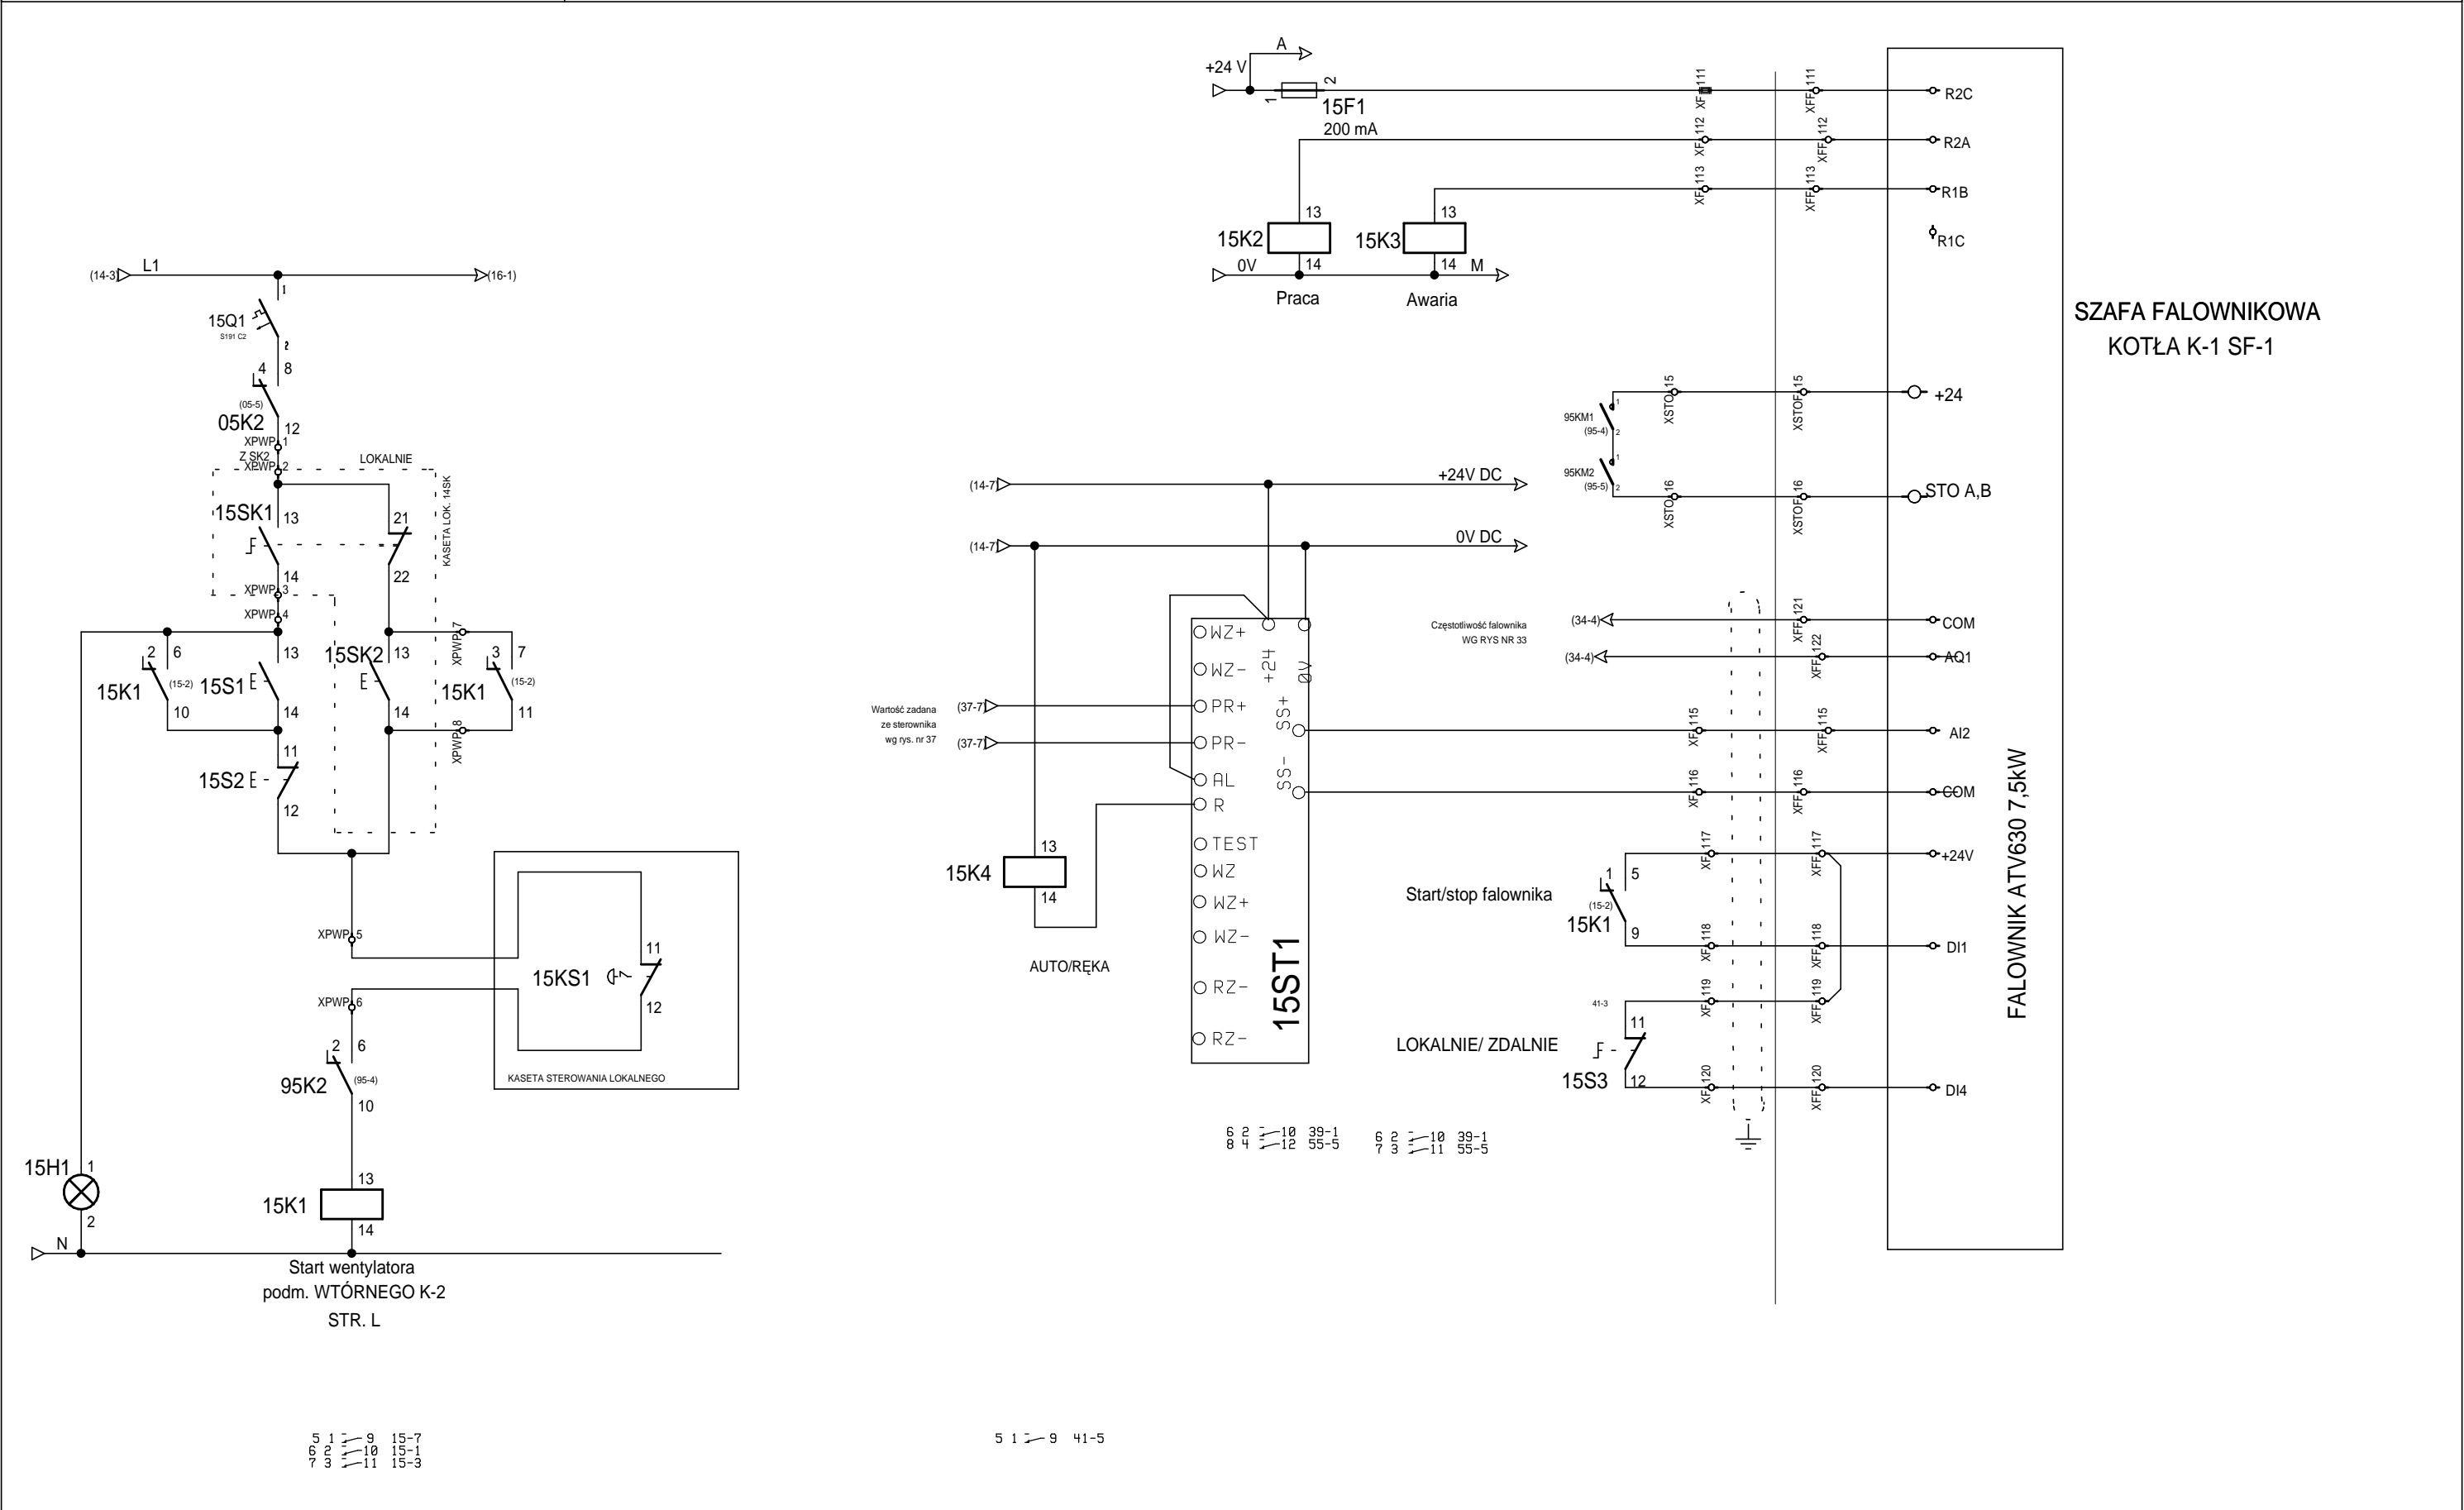 (14-3)
L1
(16-1)
1
15Q1
S191 C2
2
4
8
(05-5)
05K2
12
XPWP 1
Z SK2
XPWP 2
LOKALNIE
KASETA LOK. 14SK
15SK1
13
21
14
22
XPWP 3
XPWP 4
2
6
(15-2)
15K1
10
15S1
13
E
14
15SK2
13
E
14
XPWP 7
3
7
(15-2)
15K1
11
XPWP 8
11
15S2
E
12
XPWP 5
15KS1
11
12
KASETA STEROWANIA LOKALNEGO
XPWP 6
2
6
95K2
(95-4)
10
15H1
1
2
13
15K1
14
N
Start wentylatora
podm. WTÓRNEGO K-2
STR. L
5 1 9 15-7
6 2 10 15-1
7 3 11 15-3
A
+24 V
1
2
15F1
200 mA
XF 111
XFF 111
R2C
XF 112
XFF 112
R2A
XF 113
XFF 113
R1B
R1C
13
15K2
14
13
15K3
14
0V
M
Praca
Awaria
SZAFA FALOWNIKOWA
KOTŁA K-1 SF-1
95KM1
(95-4)
1
2
95KM2
(95-5)
1
2
XSTO 15
XSTOF 15
+24
XSTO 16
XSTOF 16
STO A,B
(14-7)
+24V DC
(14-7)
0V DC
Częstotliwość falownika
WG RYS NR 33
(34-4)
XFF 121
COM
(34-4)
XFF 122
AQ1
WZ+
+24
0V
WZ-
Wartość zadana
ze sterownika
wg rys. nr 37
(37-7)
PR+
SS+
(37-7)
PR-
AL
SS-
R
TEST
WZ
WZ+
WZ-
RZ-
RZ-
15ST1
XF 115
XFF 115
AI2
XF 116
XFF 116
COM
13
15K4
14
AUTO/RĘKA
XF 117
XFF 117
+24V
Start/stop falownika
1
5
(15-2)
15K1
9
XF 118
XFF 118
DI1
41-3
XF 119
XFF 119
LOKALNIE/ ZDALNIE
11
15S3
12
XF 120
XFF 120
DI4
FALOWNIK ATV630 7,5kW
6 2 10 39-1
8 4 12 55-5
6 2 10 39-1
7 3 11 55-5
5 1 9 41-5